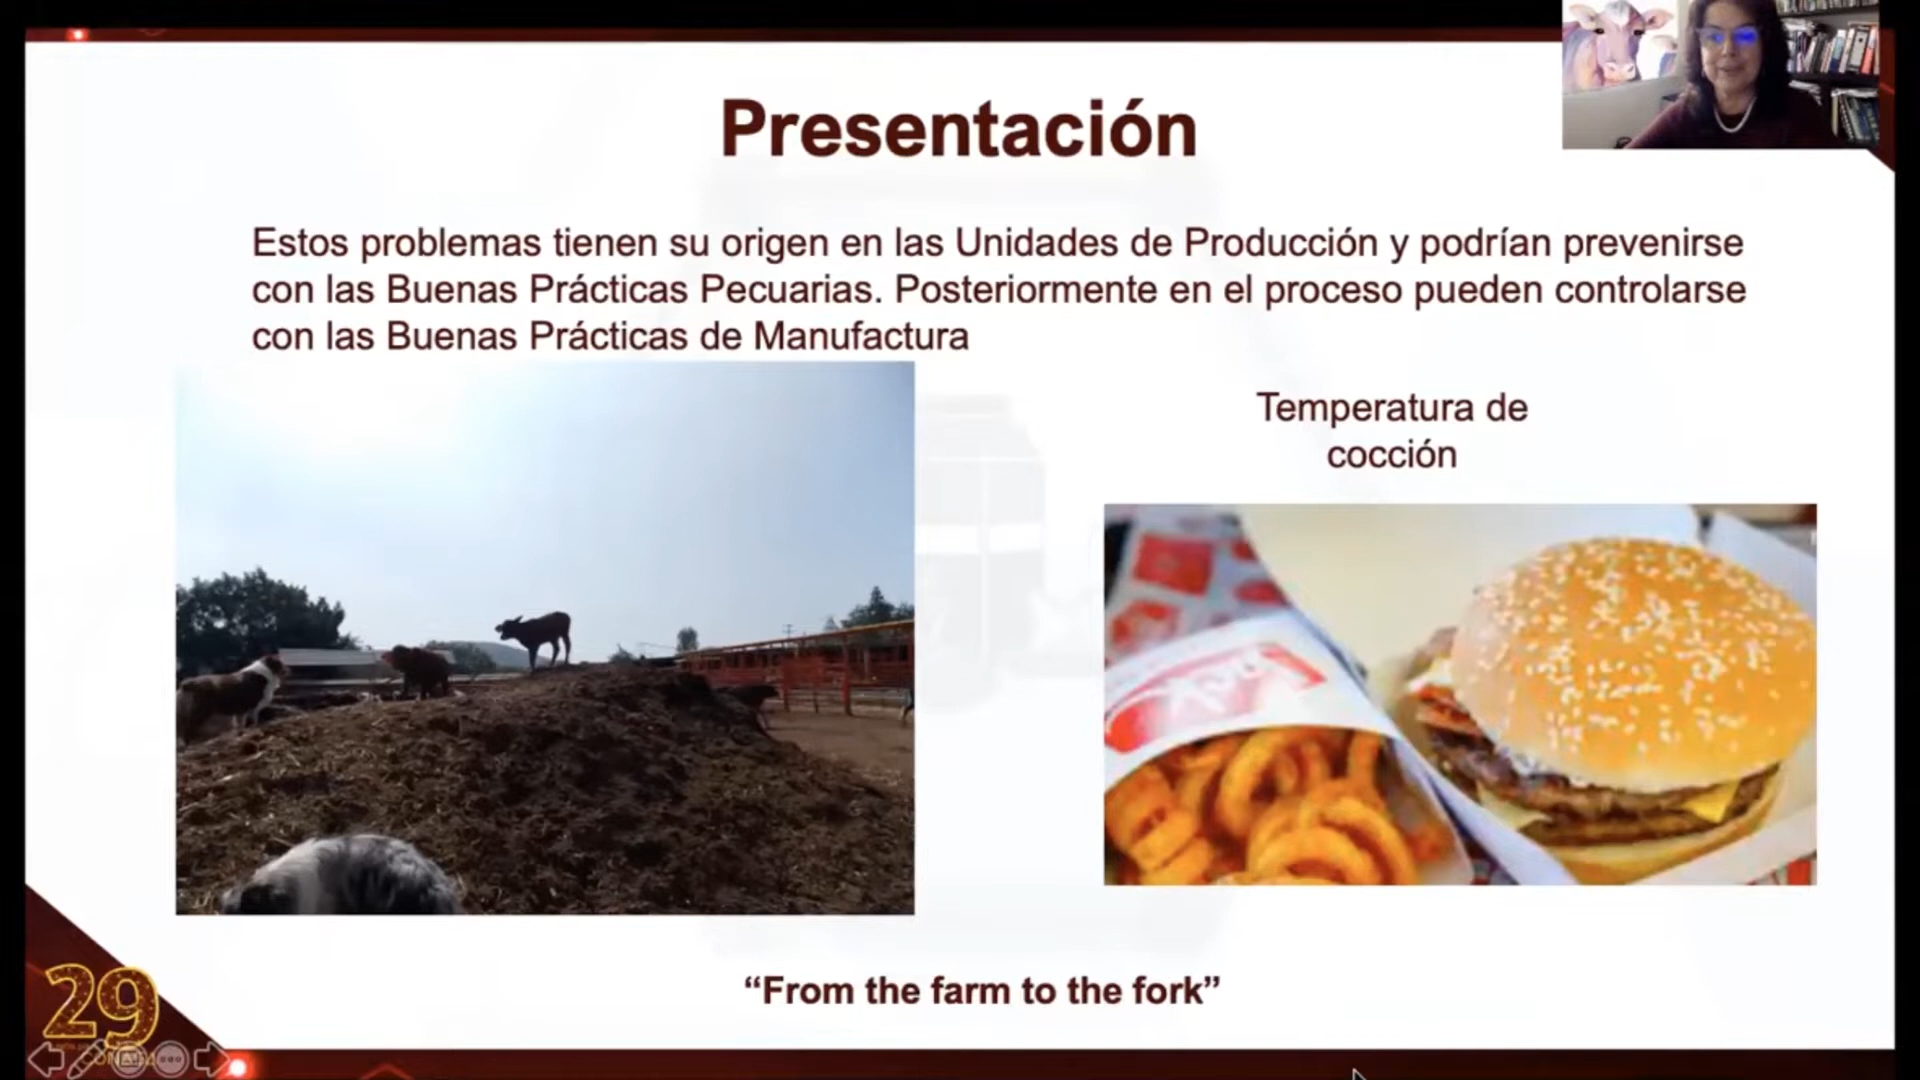 Presentación
Estos problemas tienen su origen en las Unidades de Producción y podrían prevenirse
con las Buenas Prácticas Pecuarias. Posteriormente en el proceso pueden controlarse
con las Buenas Prácticas de Manufactura
Temperatura de
cocción
“From the farm to the fork”
29